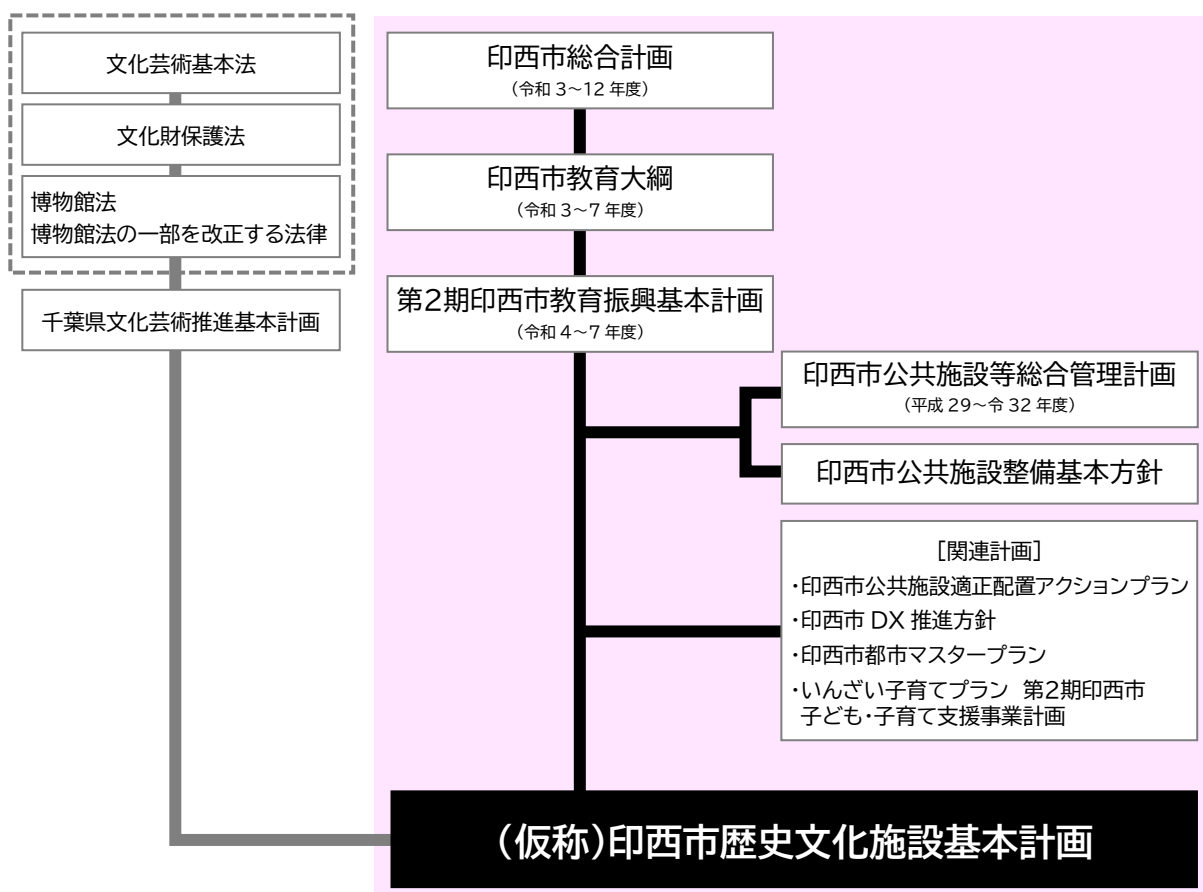 文化芸術基本法
文化財保護法
博物館法
博物館法の一部を改正する法律
千葉県文化芸術推進基本計画
印西市総合計画
(令和3~12年度)
印西市教育大綱
(令和3~7年度)
第2期印西市教育振興基本計画
(令和4~7年度)
印西市公共施設等総合管理計画
(平成29~令32年度)
印西市公共施設整備基本方針
[関連計画]
・印西市公共施設適正配置アクションプラン
・印西市 DX 推進方針
・印西市都市マスタープラン
・いんざい子育てプラン 第2期印西市
子ども・子育て支援事業計画
(仮称)印西市歴史文化施設基本計画